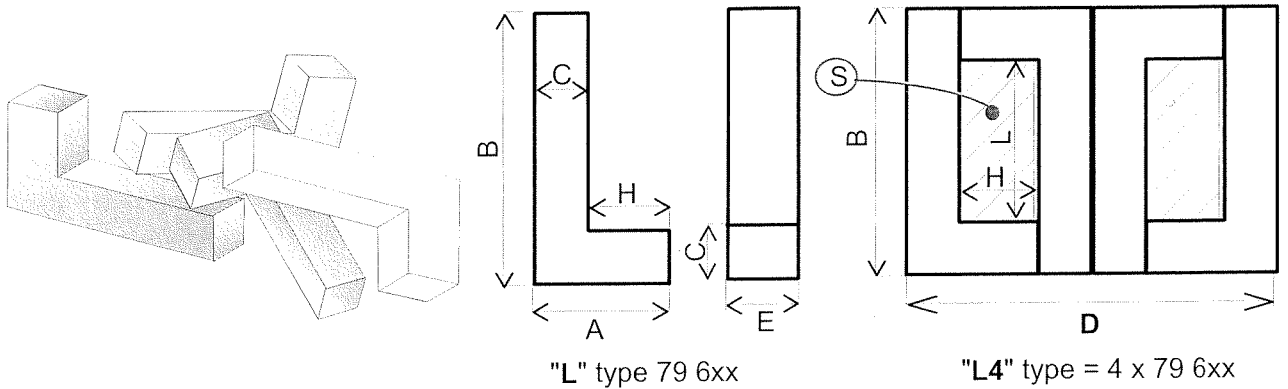 B
C
H
A
C
E
"L" type 79 6xx
S
B
L
H
D
"L4" type = 4 x 79 6xx